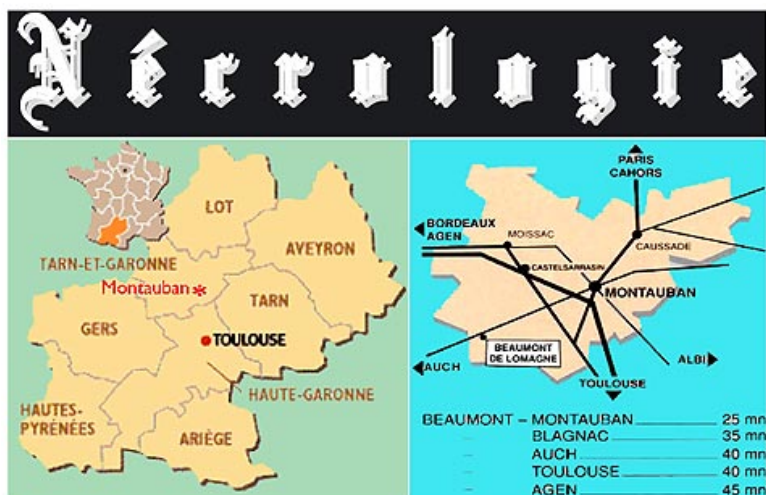 Nécrologie
LOT
AVEYRON
TARN-ET-GARONNE
Montauban *
TARN
GERS
TOULOUSE
HAUTE-GARONNE
HAUTES-
PYRÉNÉES
ARIÈGE
PARIS
CAHORS
BORDEAUX
AGEN
MOISSAC
CAUSSADE
CASTELSARRASIN
MONTAUBAN
BEAUMONT
DE LOMAGNE
AUCH
ALBI
TOULOUSE
BEAUMONT – MONTAUBAN 25 mn
– BLAGNAC 35 mn
– AUCH 40 mn
– TOULOUSE 40 mn
– AGEN 45 mn